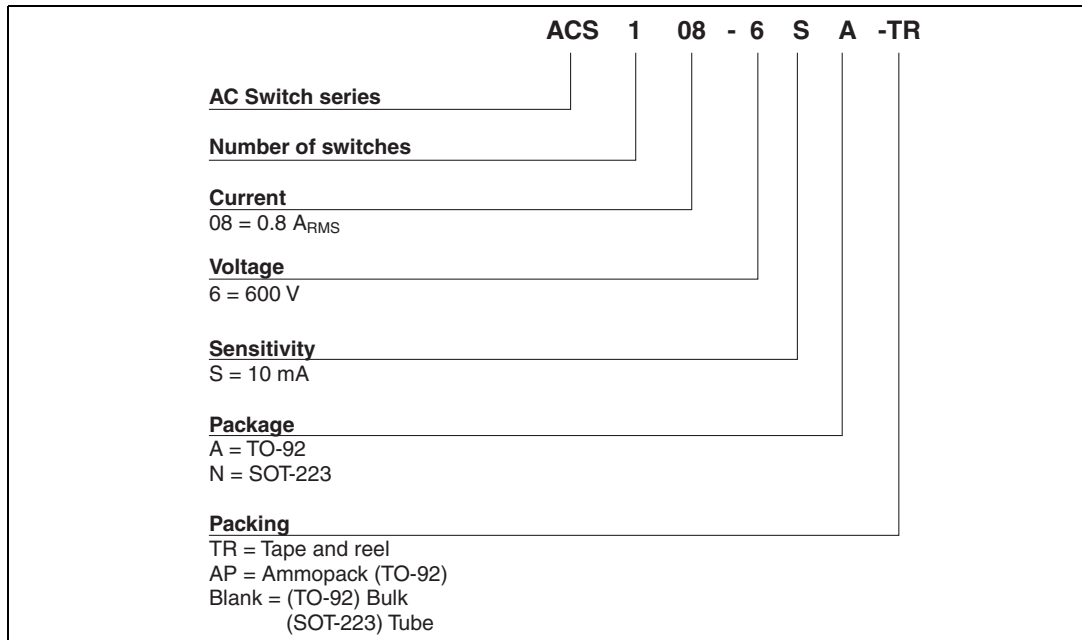 ACS 1 08 - 6 S A -TR
AC Switch series
Number of switches
Current
08 = 0.8 ARMS
Voltage
6 = 600 V
Sensitivity
S = 10 mA
Package
A = TO-92
N = SOT-223
Packing
TR = Tape and reel
AP = Ammopack (TO-92)
Blank = (TO-92) Bulk
(SOT-223) Tube